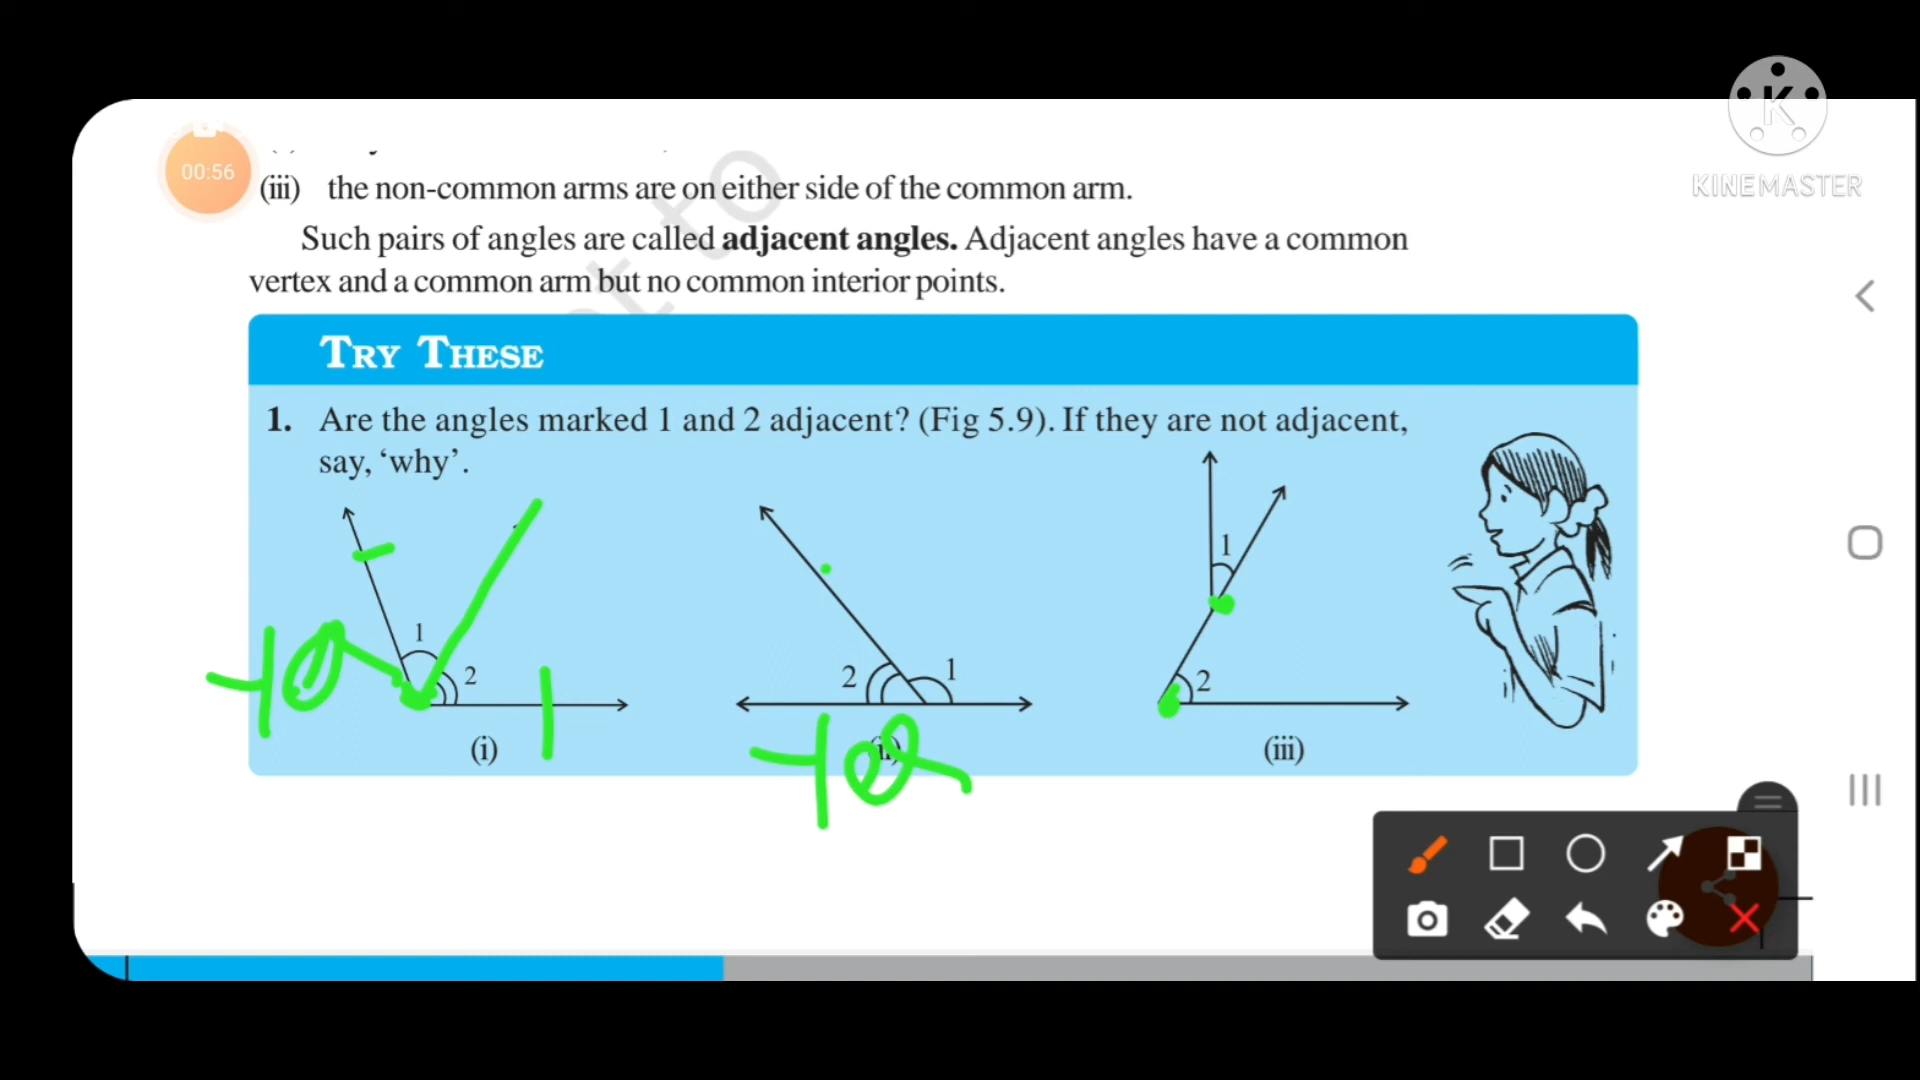 KINEMASTER
00:56
(iii) the non-common arms are on either side of the common arm.
Such pairs of angles are called adjacent angles. Adjacent angles have a common
vertex and a common arm but no common interior points.
TRY THESE
1. Are the angles marked 1 and 2 adjacent? (Fig 5.9). If they are not adjacent,
say, ‘why’.
1
2
yes
(i)
2
1
yes
(ii)
1
2
(iii)